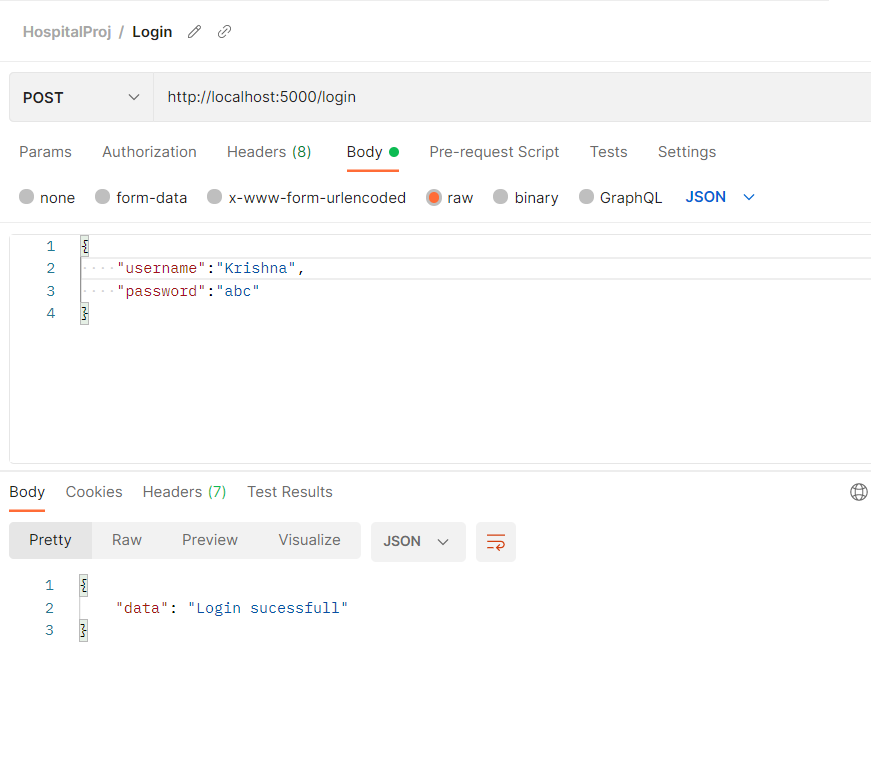 HospitalProj / Login
POST http://localhost:5000/login
Params Authorization Headers (8) Body Pre-request Script Tests Settings
none form-data x-www-form-urlencoded raw binary GraphQL JSON
1 {
2 ····"username":"Krishna",
3 ····"password":"abc"
4 }
Body Cookies Headers (7) Test Results
Pretty Raw Preview Visualize JSON
1 {
2 "data": "Login sucessfull"
3 }